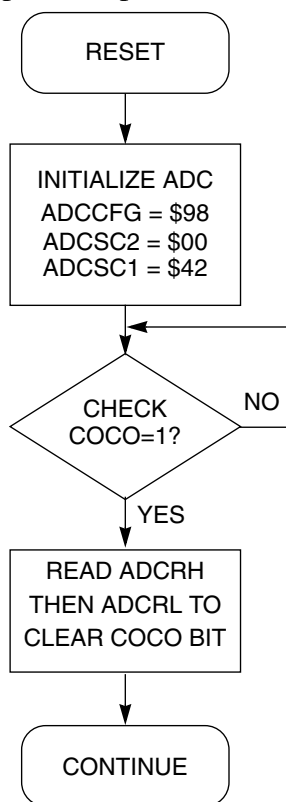 RESET
INITIALIZE ADC
ADCCFG = $98
ADCSC2 = $00
ADCSC1 = $42
CHECK
COCO=1?
NO
YES
READ ADCRH
THEN ADCRL TO
CLEAR COCO BIT
CONTINUE